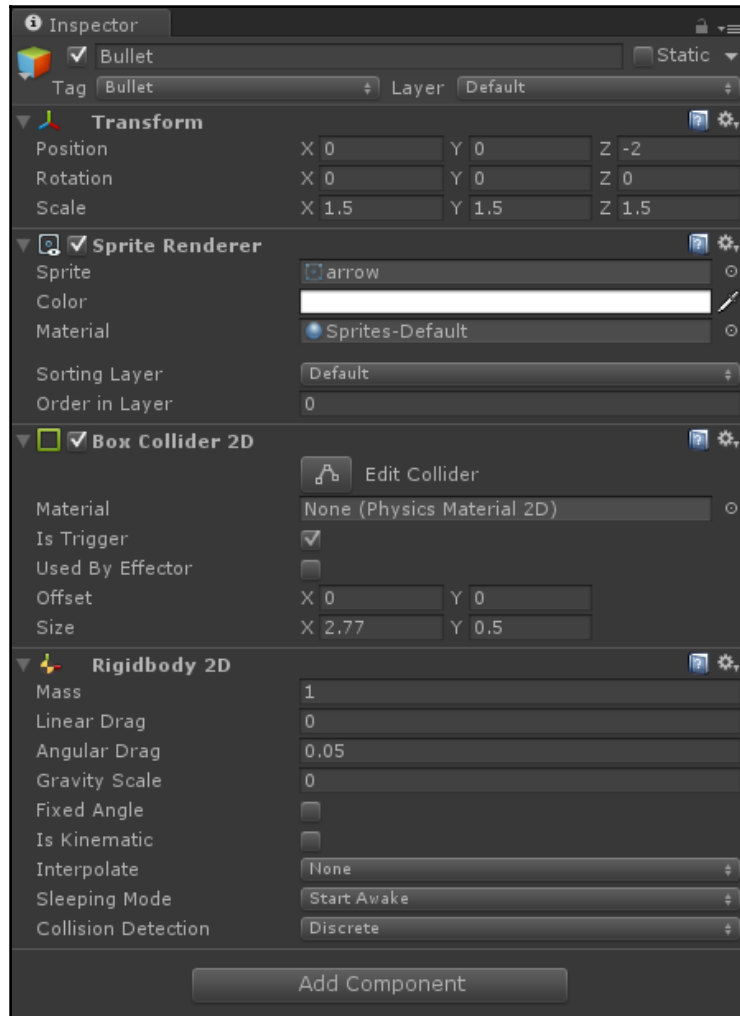 Inspector
Bullet Static
Tag Bullet Layer Default
Transform
Position X 0 Y 0 Z -2
Rotation X 0 Y 0 Z 0
Scale X 1.5 Y 1.5 Z 1.5
Sprite Renderer
Sprite arrow
Color
Material Sprites-Default
Sorting Layer Default
Order in Layer 0
Box Collider 2D
Edit Collider
Material None (Physics Material 2D)
Is Trigger
Used By Effector
Offset X 0 Y 0
Size X 2.77 Y 0.5
Rigidbody 2D
Mass 1
Linear Drag 0
Angular Drag 0.05
Gravity Scale 0
Fixed Angle
Is Kinematic
Interpolate None
Sleeping Mode Start Awake
Collision Detection Discrete
Add Component